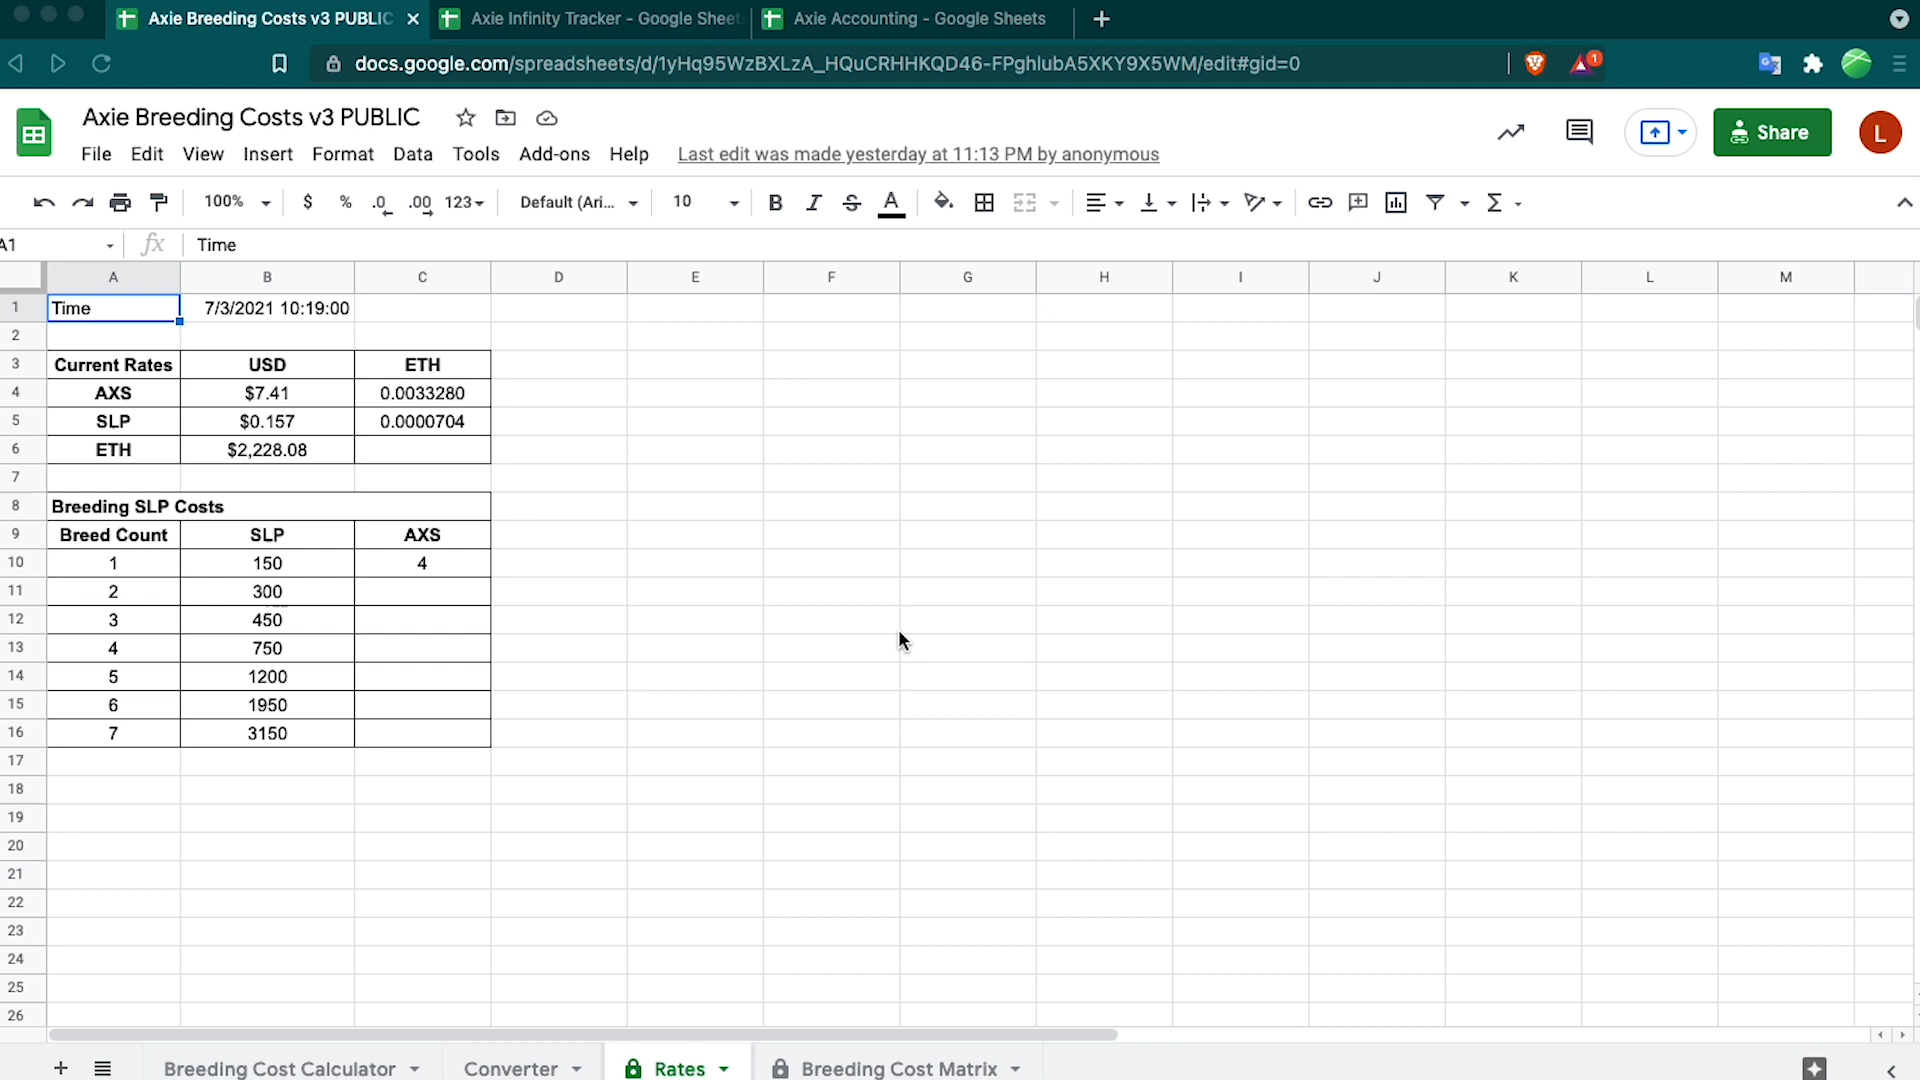 Axie Breeding Costs v3 PUBLIC
Axie Infinity Tracker - Google Sheet
Axie Accounting - Google Sheets
docs.google.com/spreadsheets/d/1yHq95WzBXLzA_HQuCRHHKQD46-FPghlubA5XKY9X5WM/edit#gid=0
1
Axie Breeding Costs v3 PUBLIC
Share
L
File Edit View Insert Format Data Tools Add-ons Help Last edit was made yesterday at 11:13 PM by anonymous
100% $ % .0 .00 123 Default (Ari... 10 B I S A
A1 fx Time
A B C D E F G H I J K L M
1 Time 7/3/2021 10:19:00
2
3 Current Rates USD ETH
4 AXS $7.41 0.0033280
5 SLP $0.157 0.0000704
6 ETH $2,228.08
7
8 Breeding SLP Costs
9 Breed Count SLP AXS
10 1 150 4
11 2 300
12 3 450
13 4 750
14 5 1200
15 6 1950
16 7 3150
17
18
19
20
21
22
23
24
25
26
Breeding Cost Calculator Converter Rates Breeding Cost Matrix